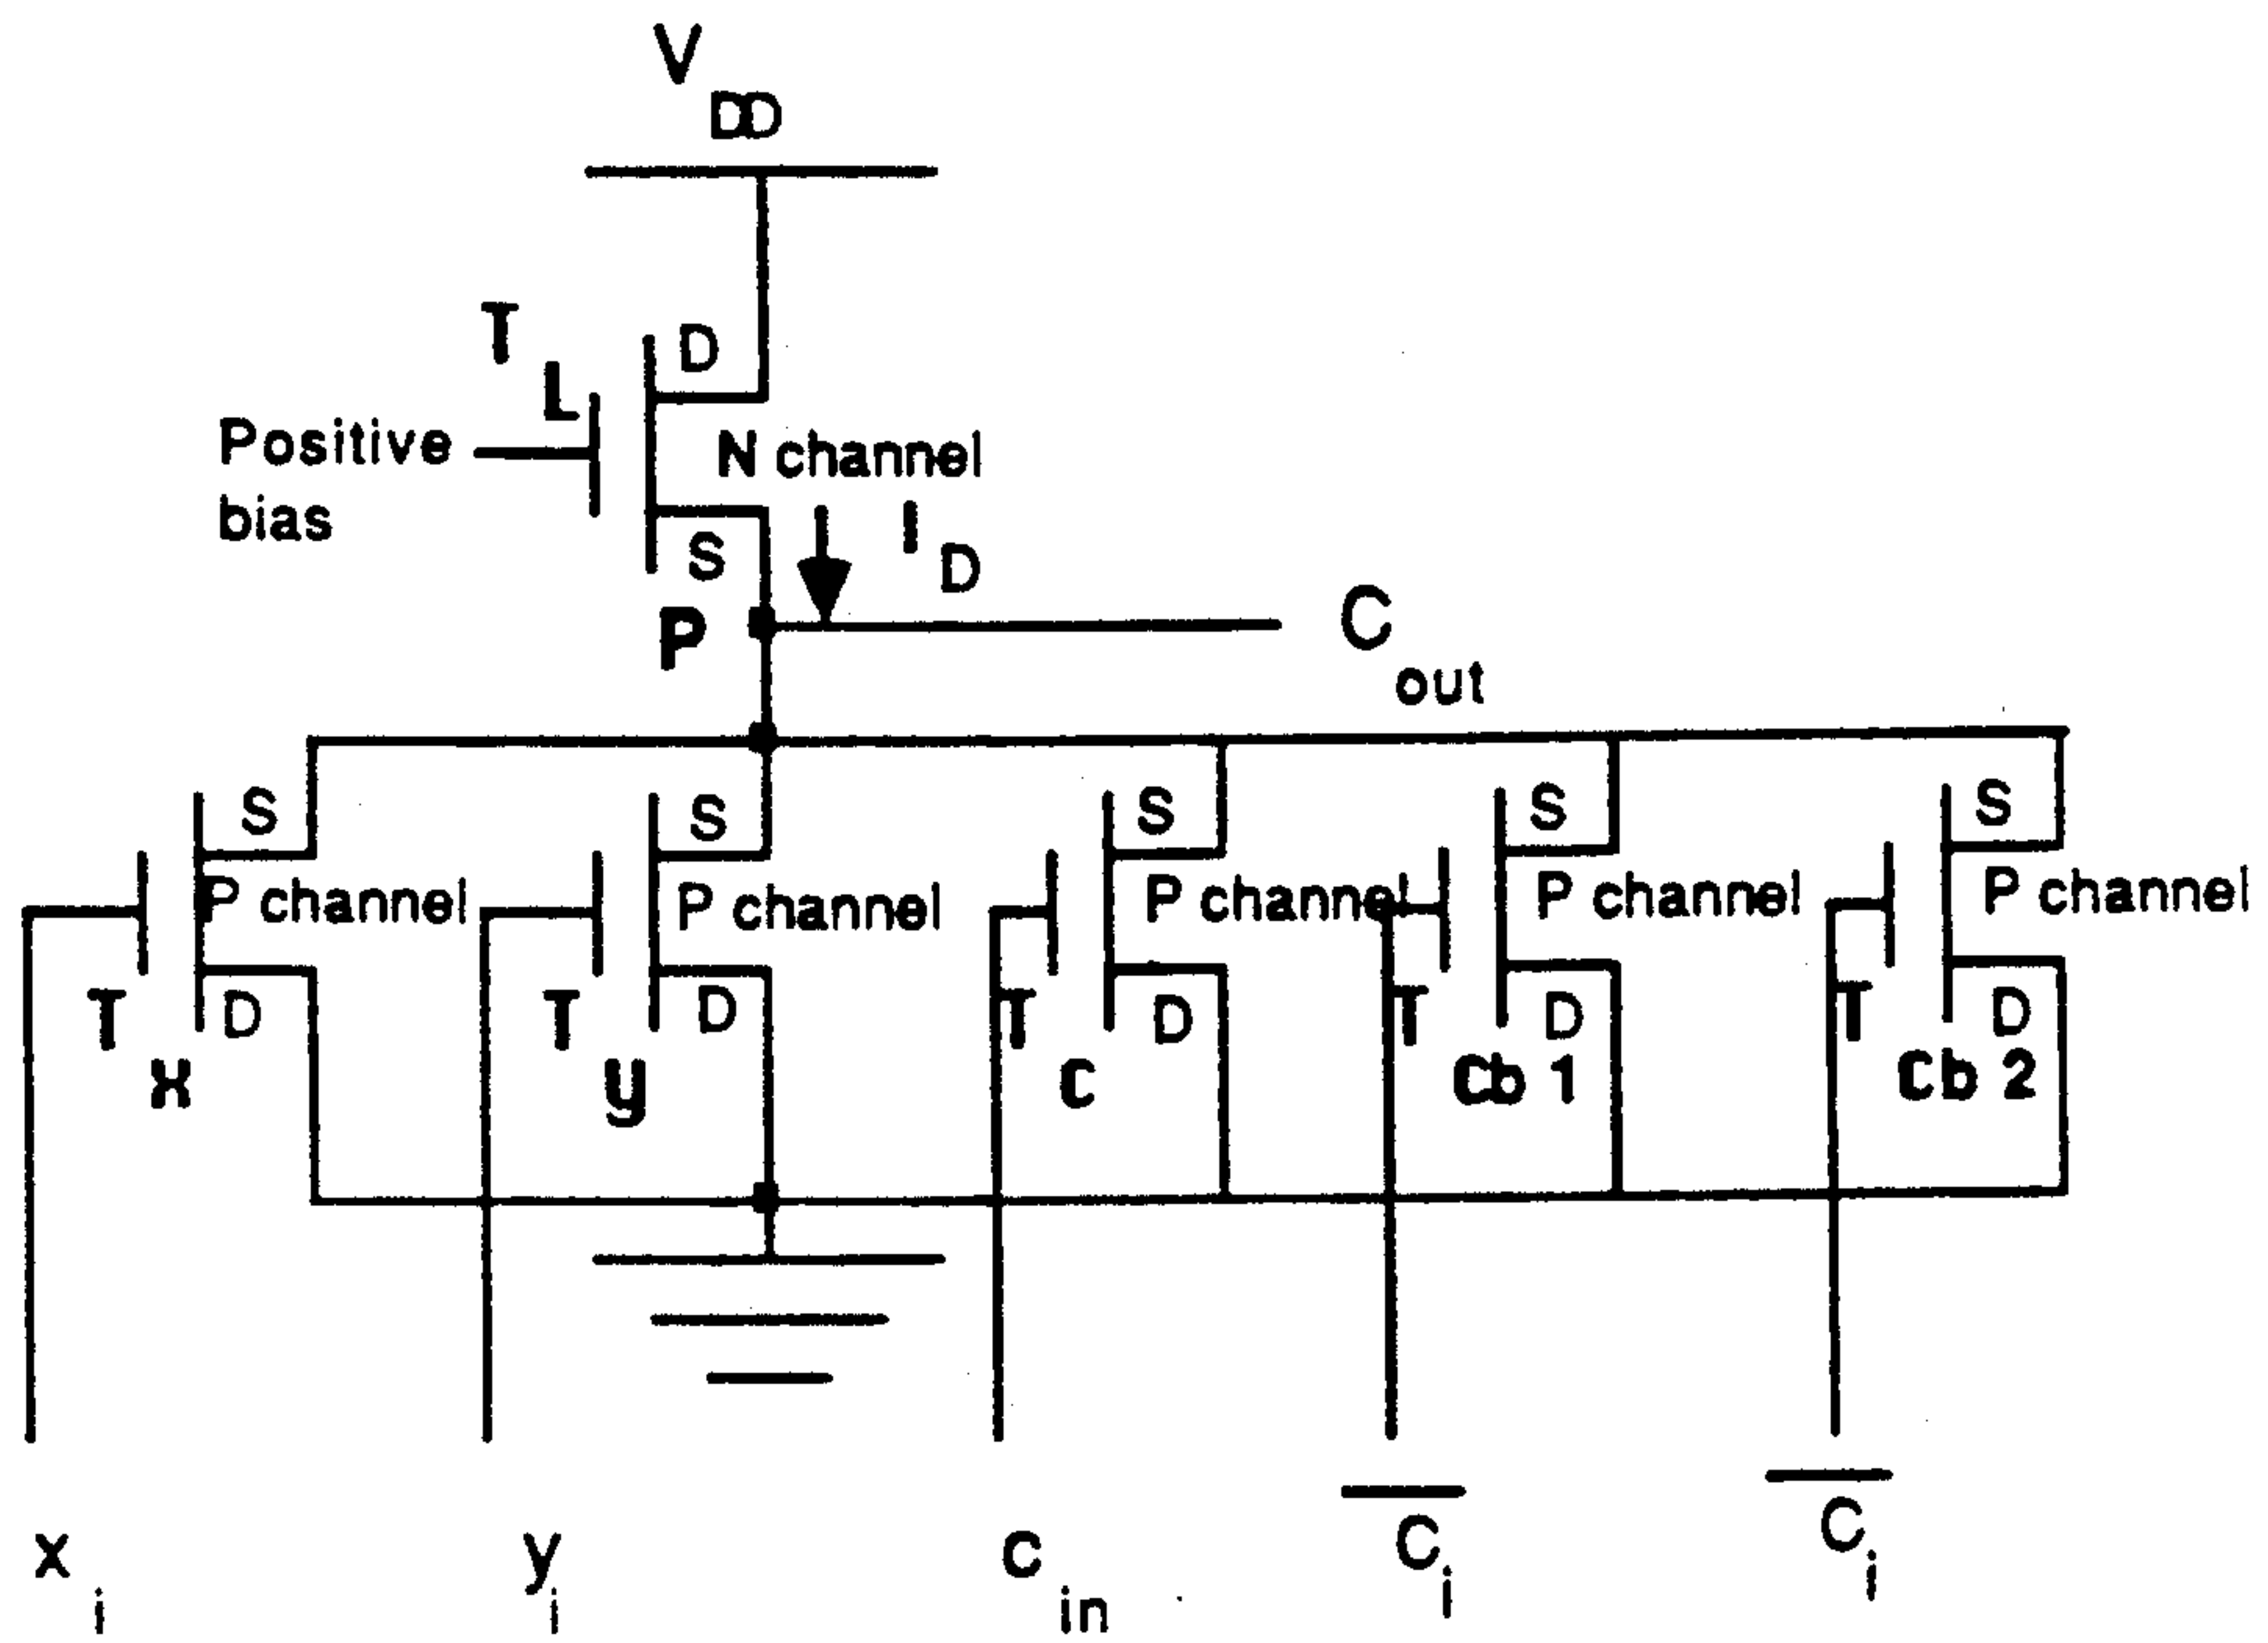 V DD
T L
D
Positive
bias
N channel
S
I D
P
C out
S
S
S
S
S
P channel
P channel
P channel
P channel
P channel
T x
D
T y
D
T c
D
T Cb 1
D
T Cb 2
D
x i
y i
c in
C̅ i
C̅ i